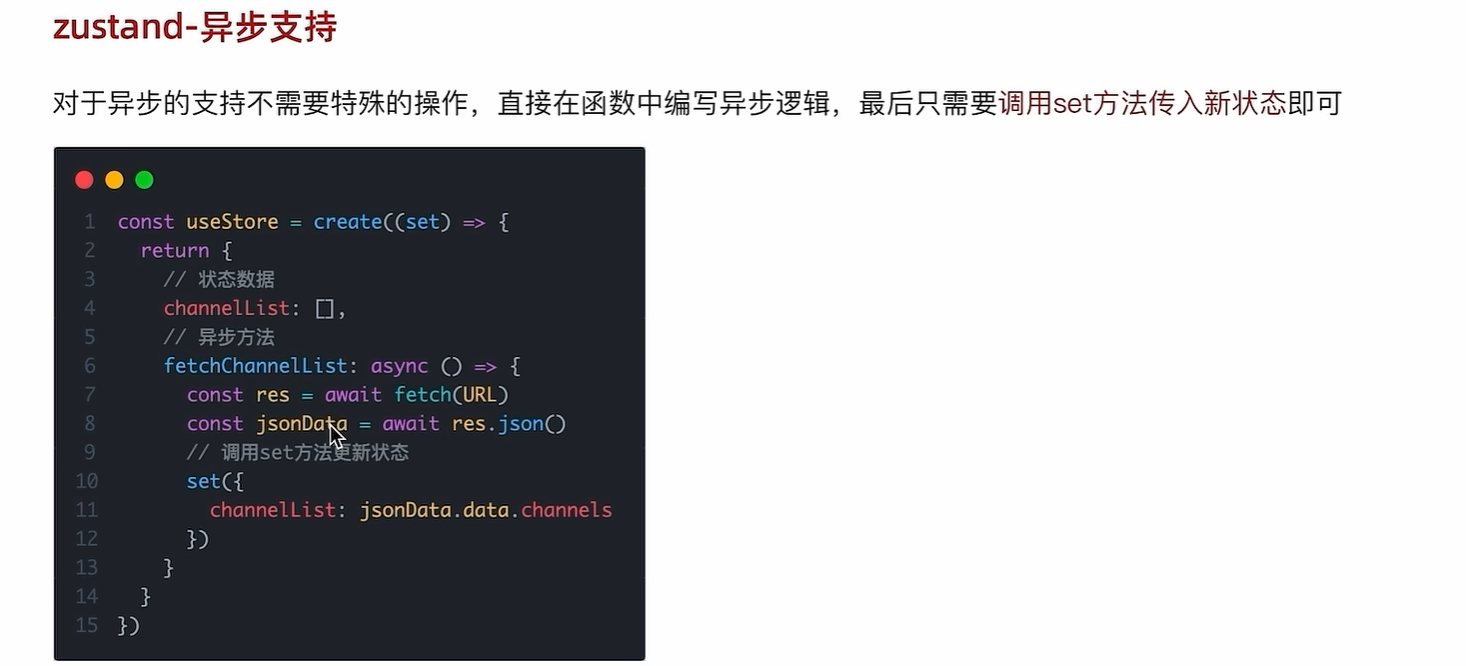 zustand-异步支持
对于异步的支持不需要特殊的操作，直接在函数中编写异步逻辑，最后只需要调用set方法传入新状态即可
1 const useStore = create((set) => {
2   return {
3     // 状态数据
4     channelList: [],
5     // 异步方法
6     fetchChannelList: async () => {
7       const res = await fetch(URL)
8       const jsonData = await res.json()
9       // 调用set方法更新状态
10       set({
11         channelList: jsonData.data.channels
12       })
13     }
14   }
15 })